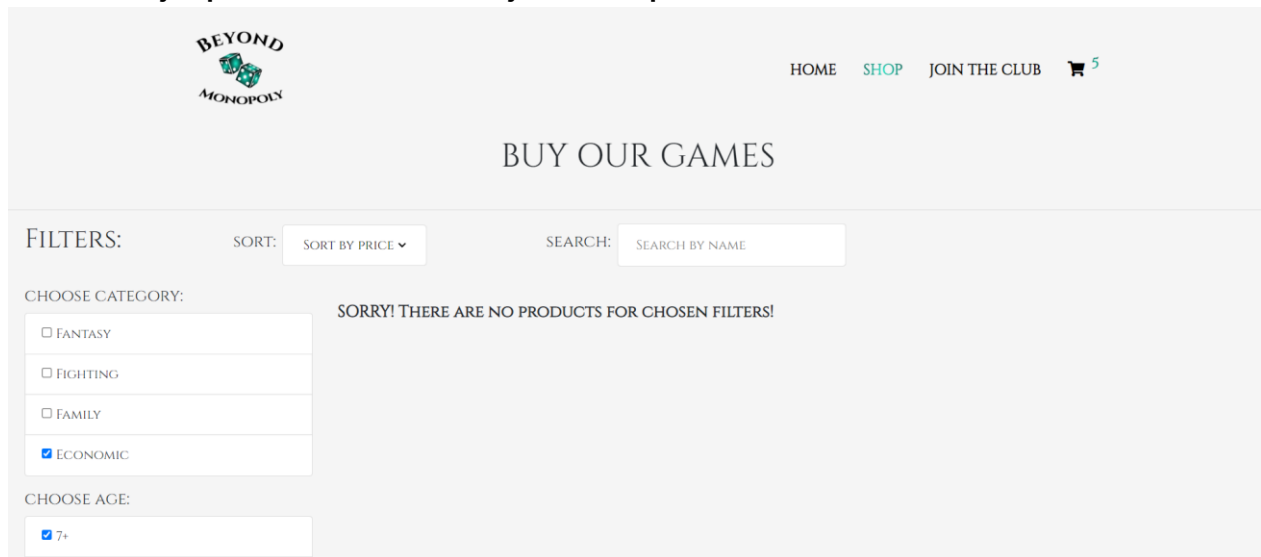 BEYOND
MONOPOLY
HOME SHOP JOIN THE CLUB 5
BUY OUR GAMES
FILTERS: SORT: SORT BY PRICE SEARCH: SEARCH BY NAME
CHOOSE CATEGORY:
SORRY! THERE ARE NO PRODUCTS FOR CHOSEN FILTERS!
FANTASY
FIGHTING
FAMILY
ECONOMIC
CHOOSE AGE:
7+